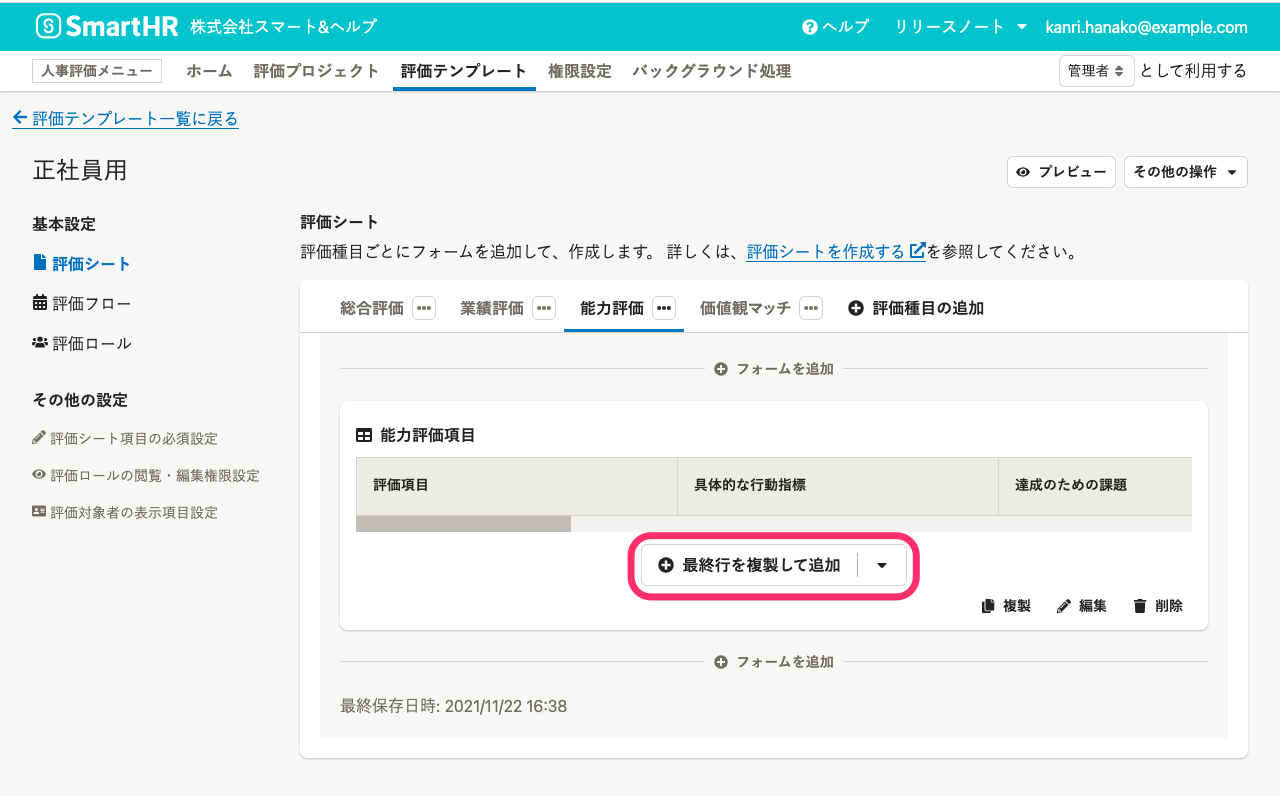 SmartHR 株式会社スマート&ヘルプ ヘルプ リリースノート kanri.hanako@example.com
人事評価メニュー ホーム 評価プロジェクト 評価テンプレート 権限設定 バックグラウンド処理 管理者 として利用する
評価テンプレート一覧に戻る
正社員用
プレビュー その他の操作
基本設定
評価シート
評価フロー
評価ロール
その他の設定
評価シート項目の必須設定
評価ロールの閲覧・編集権限設定
評価対象者の表示項目設定
評価シート
評価種目ごとにフォームを追加して、作成します。 詳しくは、評価シートを作成するを参照してください。
総合評価 業績評価 能力評価 価値観マッチ 評価種目の追加
フォームを追加
能力評価項目
評価項目 具体的な行動指標 達成のための課題
最終行を複製して追加
複製 編集 削除
フォームを追加
最終保存日時: 2021/11/22 16:38